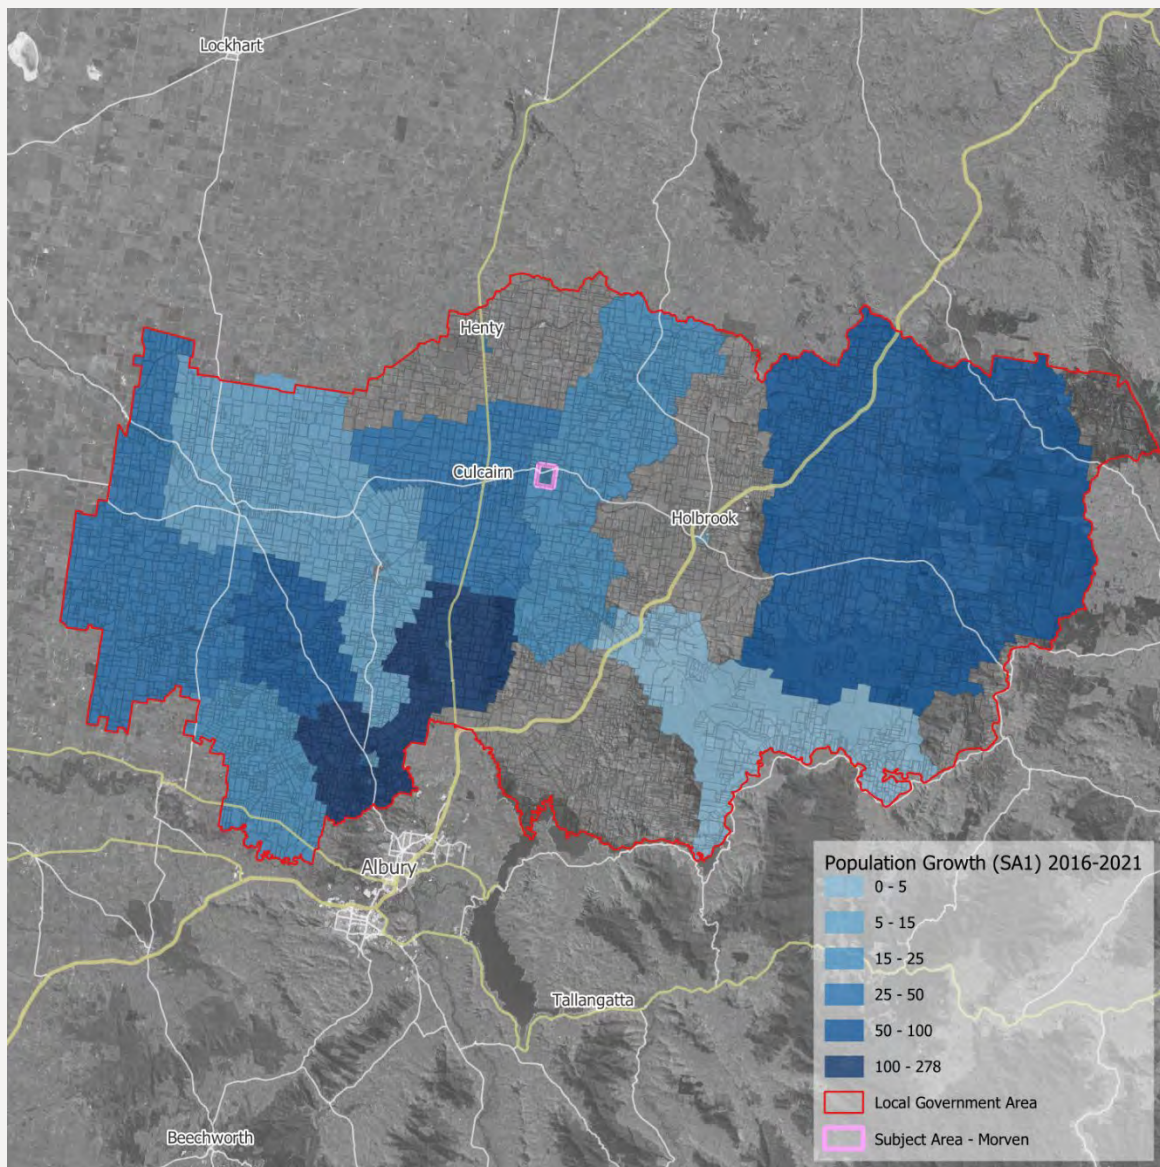 Lockhart
Henty
Culcairn
Holbrook
Albury
Tallangatta
Beechworth
Population Growth (SA1) 2016-2021
0 - 5
5 - 15
15 - 25
25 - 50
50 - 100
100 - 278
Local Government Area
Subject Area - Morven